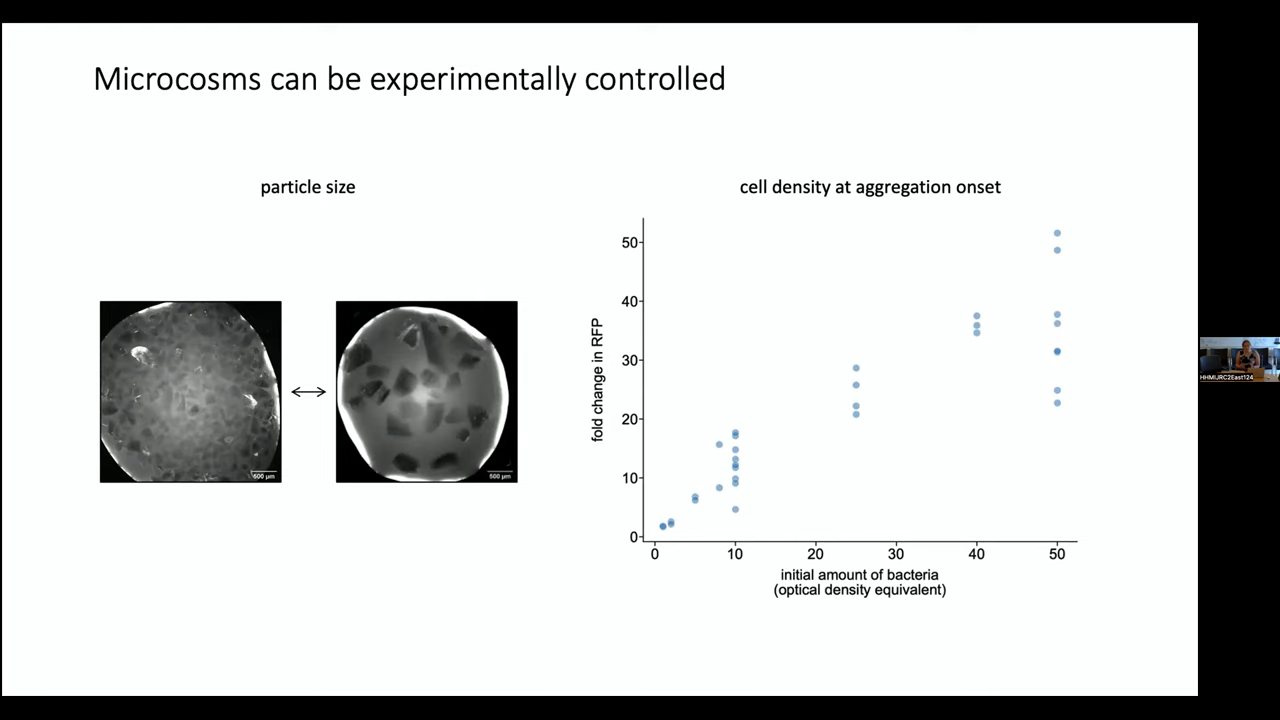 Microcosms can be experimentally controlled
particle size
cell density at aggregation onset
500 µm
500 µm
fold change in RFP
50
40
30
20
10
0
0 10 20 30 40 50
initial amount of bacteria
(optical density equivalent)
HHMIJRC2East124